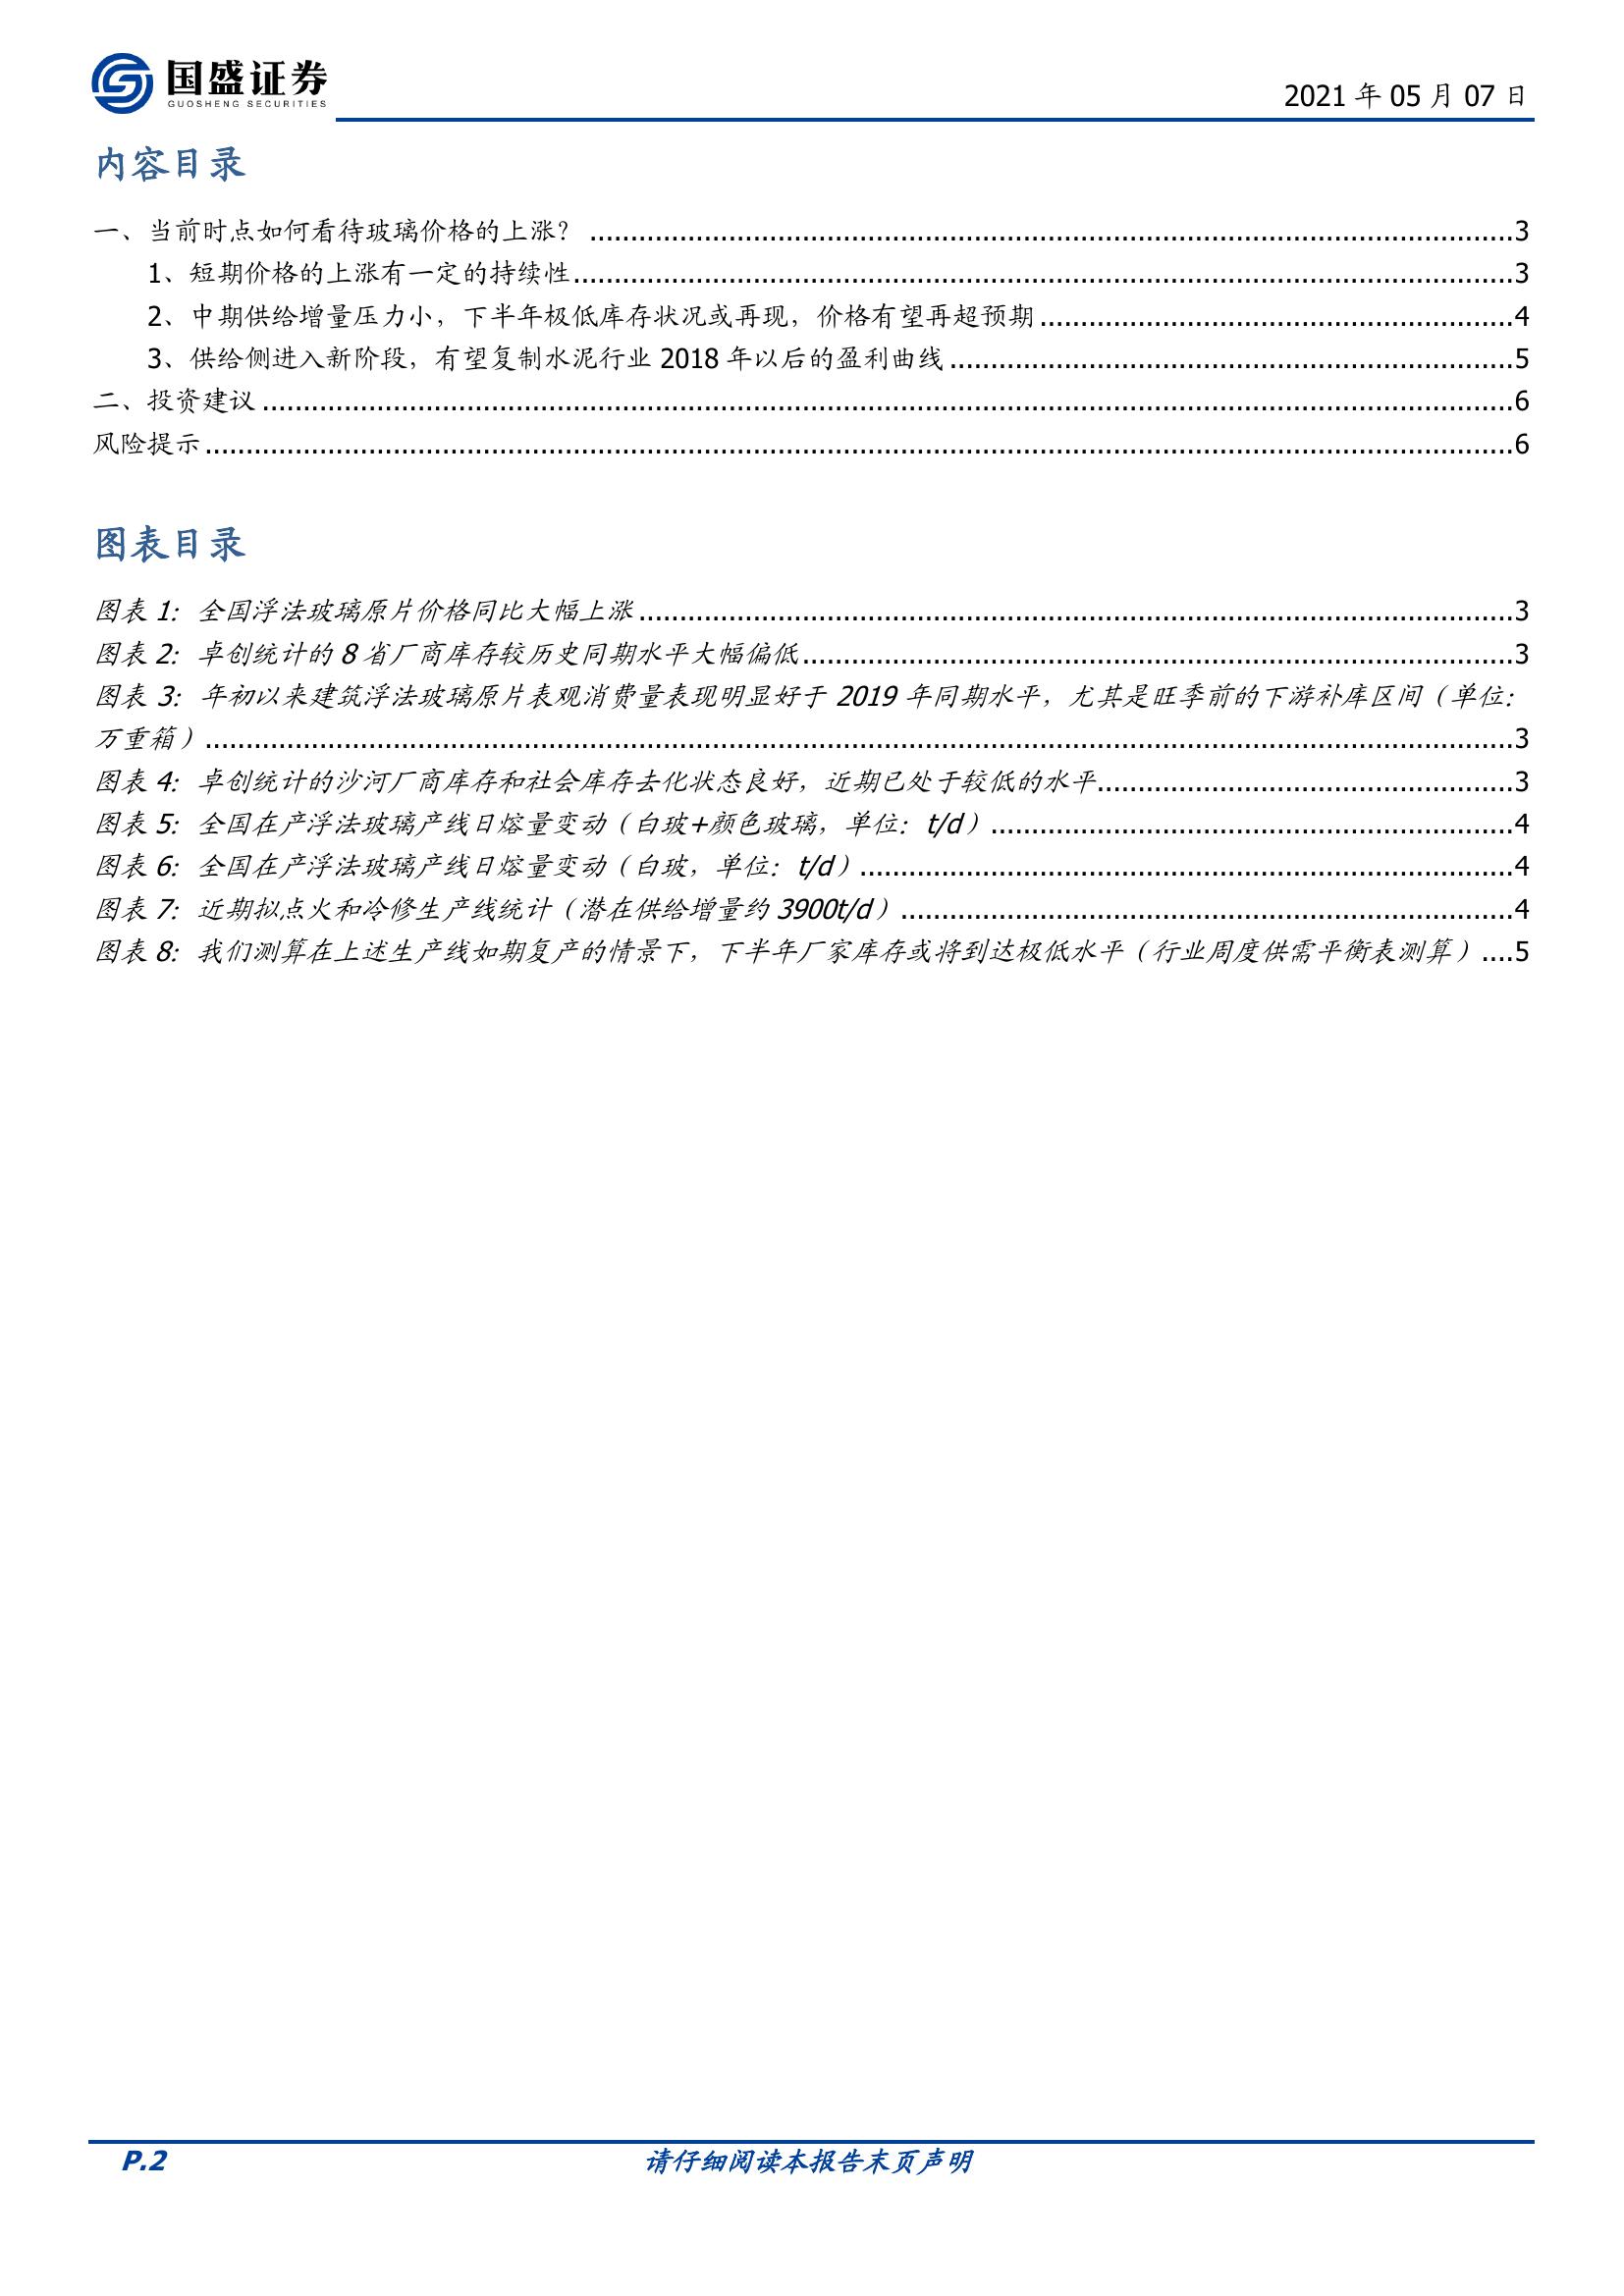 国盛证券
GUOSHENG SECURITIES
2021 年 05 月 07 日
内容目录
一、当前时点如何看待玻璃价格的上涨？ ........................................................................................................................3
1、短期价格的上涨有一定的持续性........................................................................................................................3
2、中期供给增量压力小，下半年极低库存状况或再现，价格有望再超预期............................................................4
3、供给侧进入新阶段，有望复制水泥行业 2018 年以后的盈利曲线......................................................................5
二、投资建议........................................................................................................................6
风险提示........................................................................................................................6
图表目录
图表 1：全国浮法玻璃原片价格同比大幅上涨............................................................................................................3
图表 2：卓创统计的 8 省厂商库存较历史同期水平大幅偏低......................................................................................3
图表 3：年初以来建筑浮法玻璃原片表观消费量表现明显好于 2019 年同期水平，尤其是旺季前的下游补库区间（单位：
万重箱）........................................................................................................................3
图表 4：卓创统计的沙河厂商库存和社会库存去化状态良好，近期已处于较低的水平..................................................3
图表 5：全国在产浮法玻璃产线日熔量变动（白玻+颜色玻璃，单位：t/d）................................................................4
图表 6：全国在产浮法玻璃产线日熔量变动（白玻，单位：t/d）................................................................................4
图表 7：近期拟点火和冷修生产线统计（潜在供给增量约 3900t/d）...........................................................................4
图表 8：我们测算在上述生产线如期复产的情景下，下半年厂家库存或将到达极低水平（行业周度供需平衡表测算）....5
P.2
请仔细阅读本报告末页声明